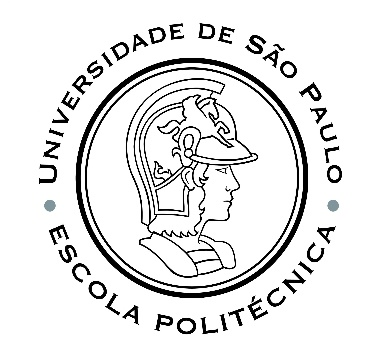 UNIVERSIDADE DE SÃO PAULO
ESCOLA POLITÉCNICA